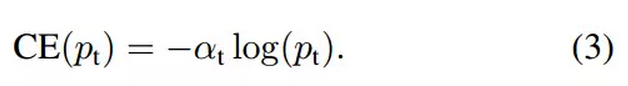 CE(pₜ) = −αₜ log(pₜ). (3)